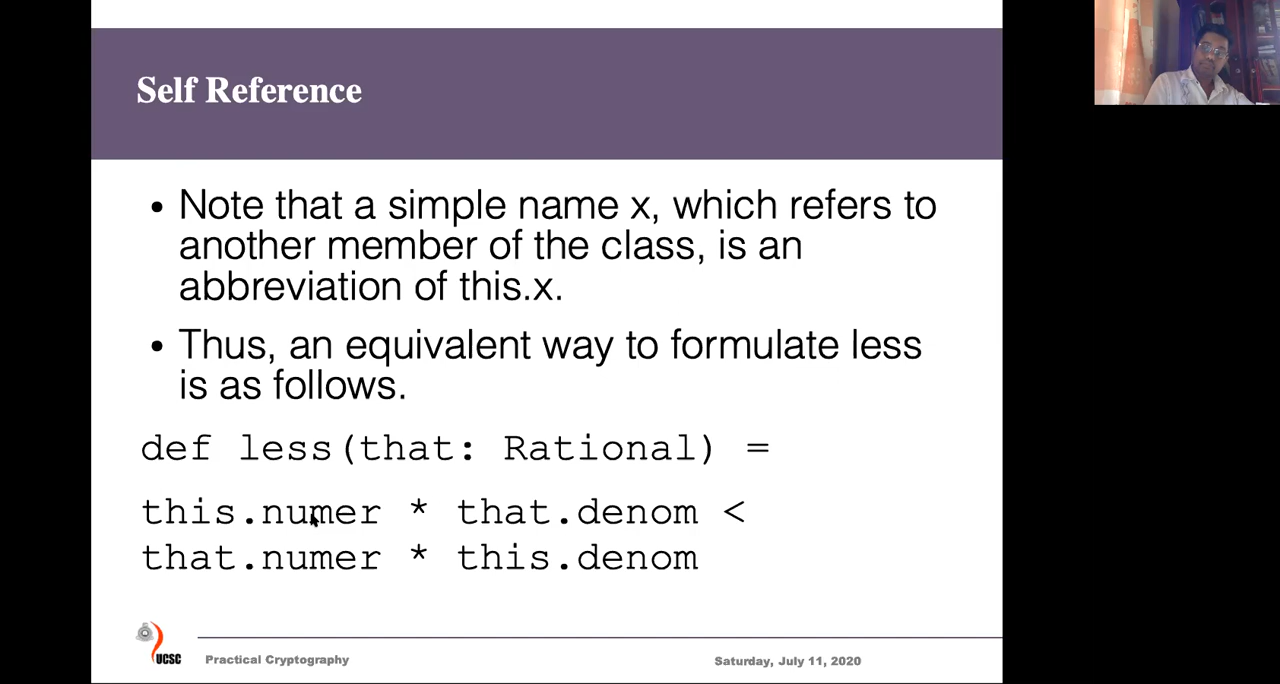 Self Reference
• Note that a simple name x, which refers to
another member of the class, is an
abbreviation of this.x.
• Thus, an equivalent way to formulate less
is as follows.
def less(that: Rational) =
this.numer * that.denom <
that.numer * this.denom
UCSC
Practical Cryptography
Saturday, July 11, 2020